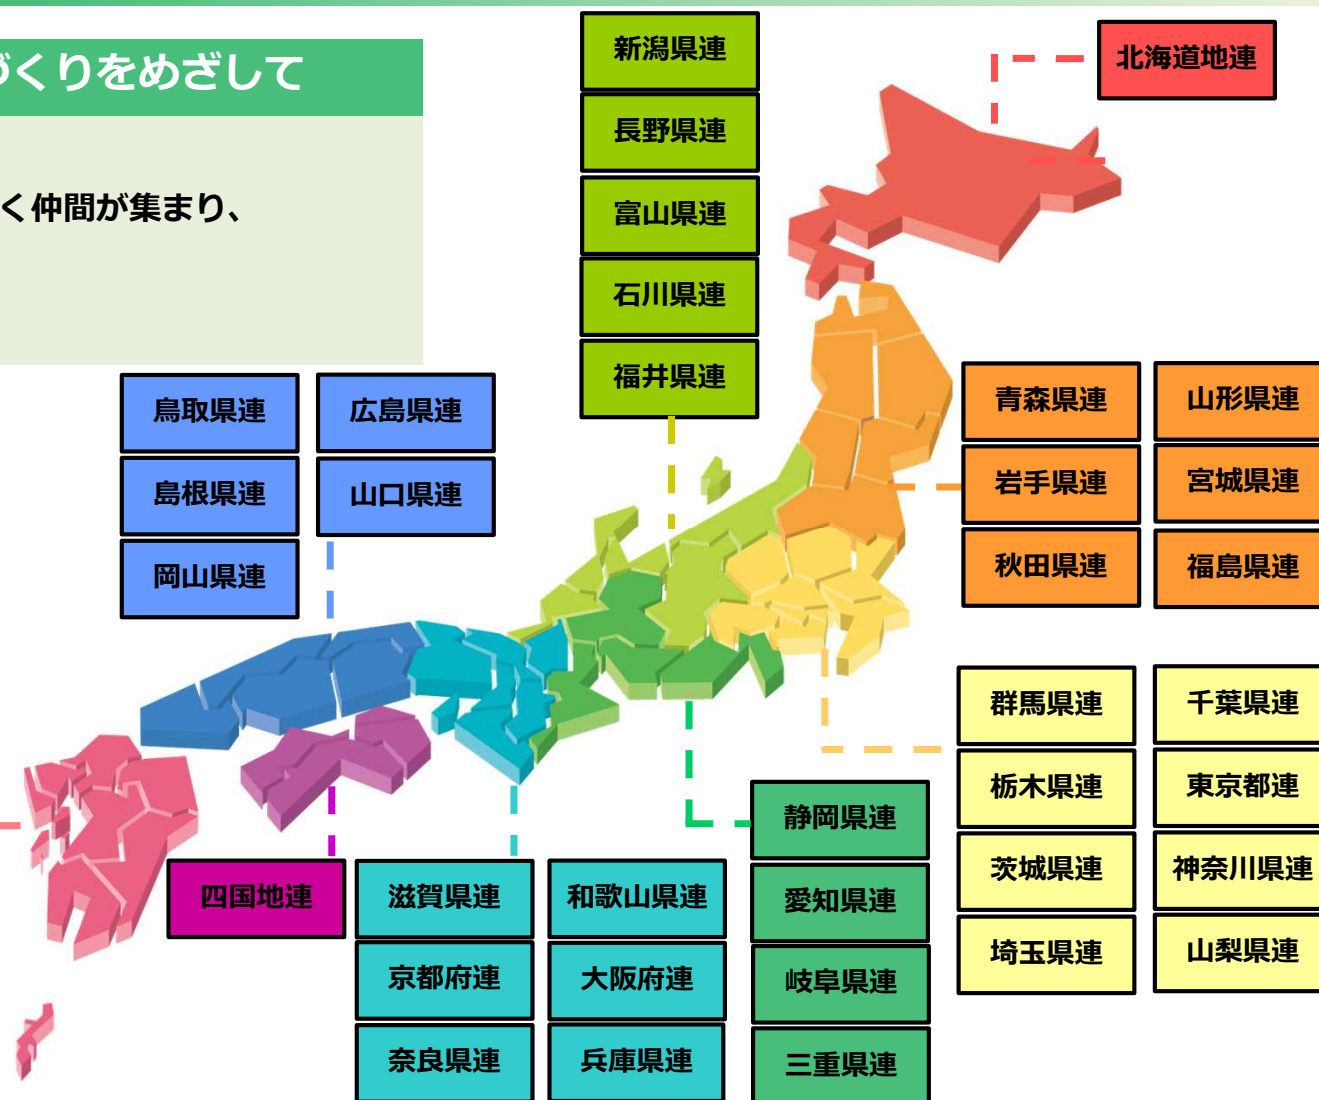 づくりをめざして
く仲間が集まり、
新潟県連
長野県連
富山県連
石川県連
福井県連
北海道地連
鳥取県連
広島県連
島根県連
山口県連
岡山県連
青森県連
山形県連
岩手県連
宮城県連
秋田県連
福島県連
群馬県連
千葉県連
栃木県連
東京都連
茨城県連
神奈川県連
埼玉県連
山梨県連
静岡県連
愛知県連
岐阜県連
三重県連
四国地連
滋賀県連
和歌山県連
京都府連
大阪府連
奈良県連
兵庫県連